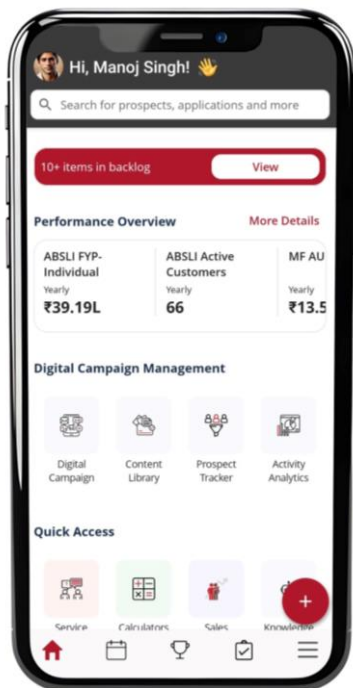 Hi, Manoj Singh! 👋
Search for prospects, applications and more
10+ items in backlog View
Performance Overview More Details
ABSLI FYP- ABSLI Active MF AU
Individual Customers
Yearly Yearly Yearly
₹39.19L 66 ₹13.5
Digital Campaign Management
Digital Content Prospect Activity
Campaign Library Tracker Analytics
Quick Access
Service Calculators Sales Knowledge